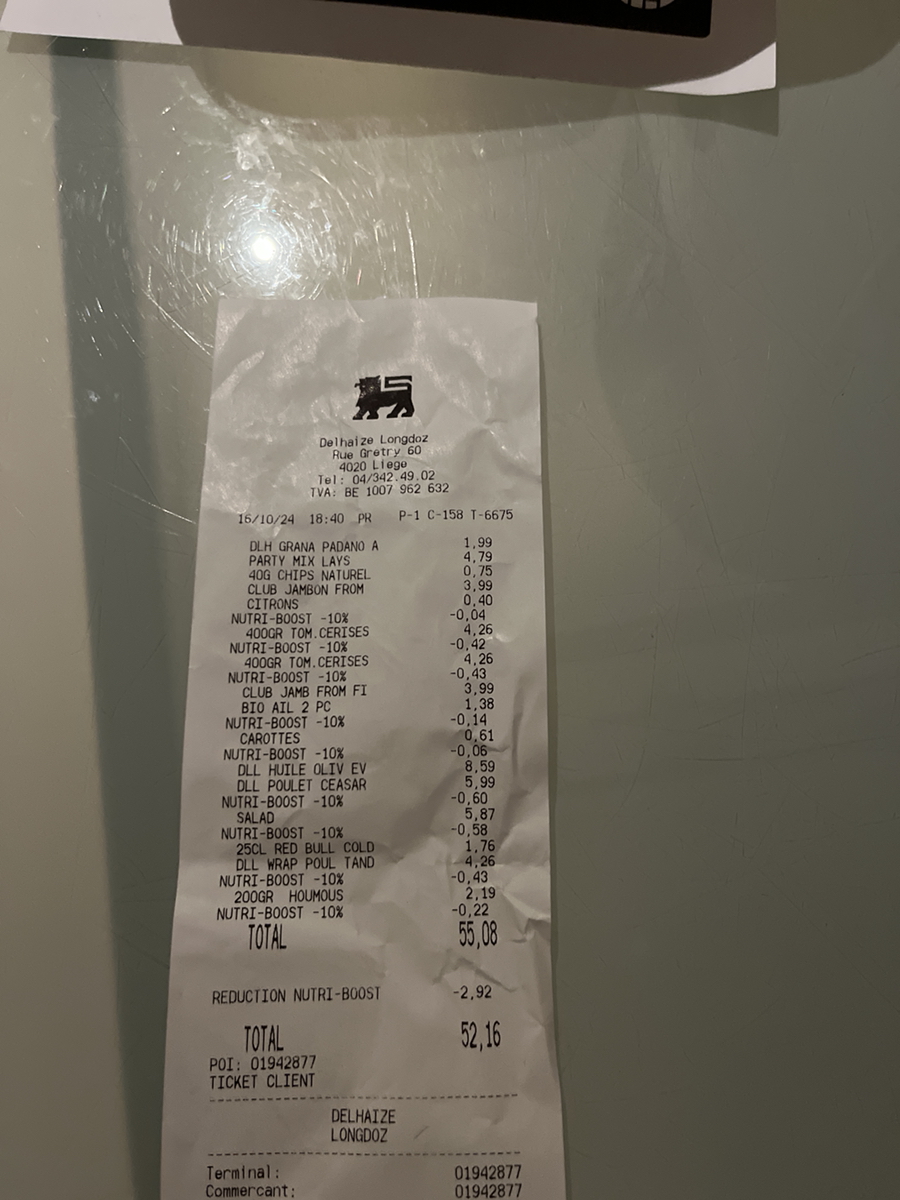 Delhaize Longdoz
Rue Gretry 60
4020 Liege
Tel: 04/342.49.02
TVA: BE 1007 962 632
16/10/24 18:40 PR P-1 C-158 T-6675
DLH GRANA PADANO A 1,99
PARTY MIX LAYS 4,79
40G CHIPS NATUREL 0,75
CLUB JAMBON FROM 3,99
CITRONS 0,40
NUTRI-BOOST -10% -0,04
400GR TOM.CERISES 4,26
NUTRI-BOOST -10% -0,42
400GR TOM.CERISES 4,26
NUTRI-BOOST -10% -0,43
CLUB JAMB FROM FI 3,99
BIO AIL 2 PC 1,38
NUTRI-BOOST -10% -0,14
CAROTTES 0,61
NUTRI-BOOST -10% -0,06
DLL HUILE OLIV EV 8,59
DLL POULET CEASAR 5,99
NUTRI-BOOST -10% -0,60
SALAD 5,87
NUTRI-BOOST -10% -0,58
25CL RED BULL COLD 1,76
DLL WRAP POUL TAND 4,26
NUTRI-BOOST -10% -0,43
200GR HOUMOUS 2,19
NUTRI-BOOST -10% -0,22
TOTAL 55,08
REDUCTION NUTRI-BOOST -2,92
TOTAL 52,16
POI: 01942877
TICKET CLIENT
DELHAIZE
LONGDOZ
Terminal: 01942877
Commercant: 01942877